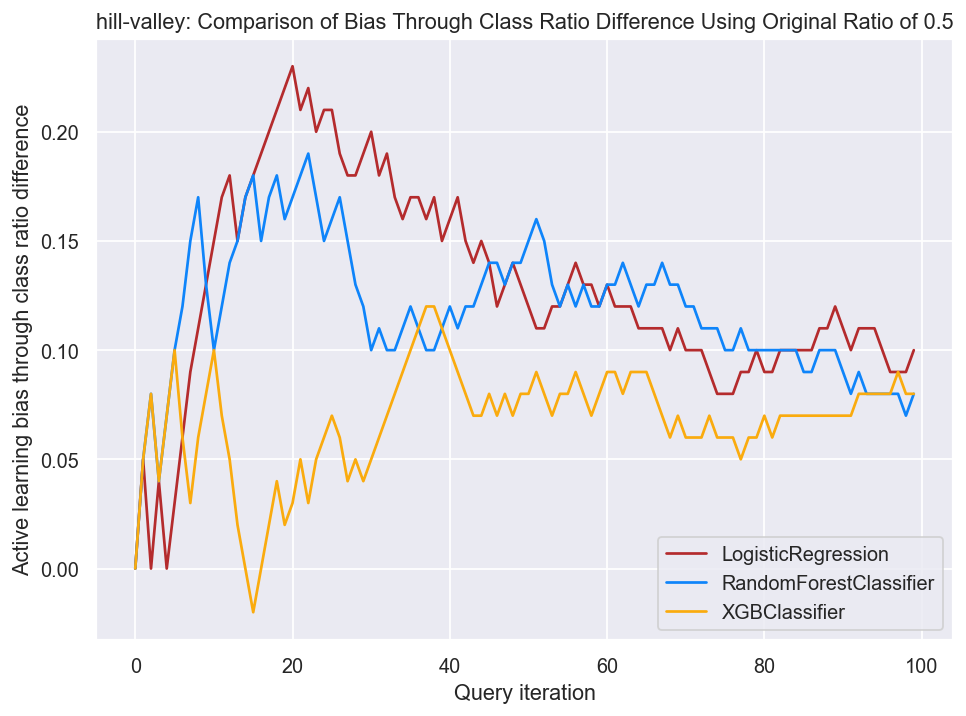 hill-valley: Comparison of Bias Through Class Ratio Difference Using Original Ratio of 0.5
Active learning bias through class ratio difference
0.20
0.15
0.10
0.05
0.00
LogisticRegression
RandomForestClassifier
XGBClassifier
0 20 40 60 80 100
Query iteration